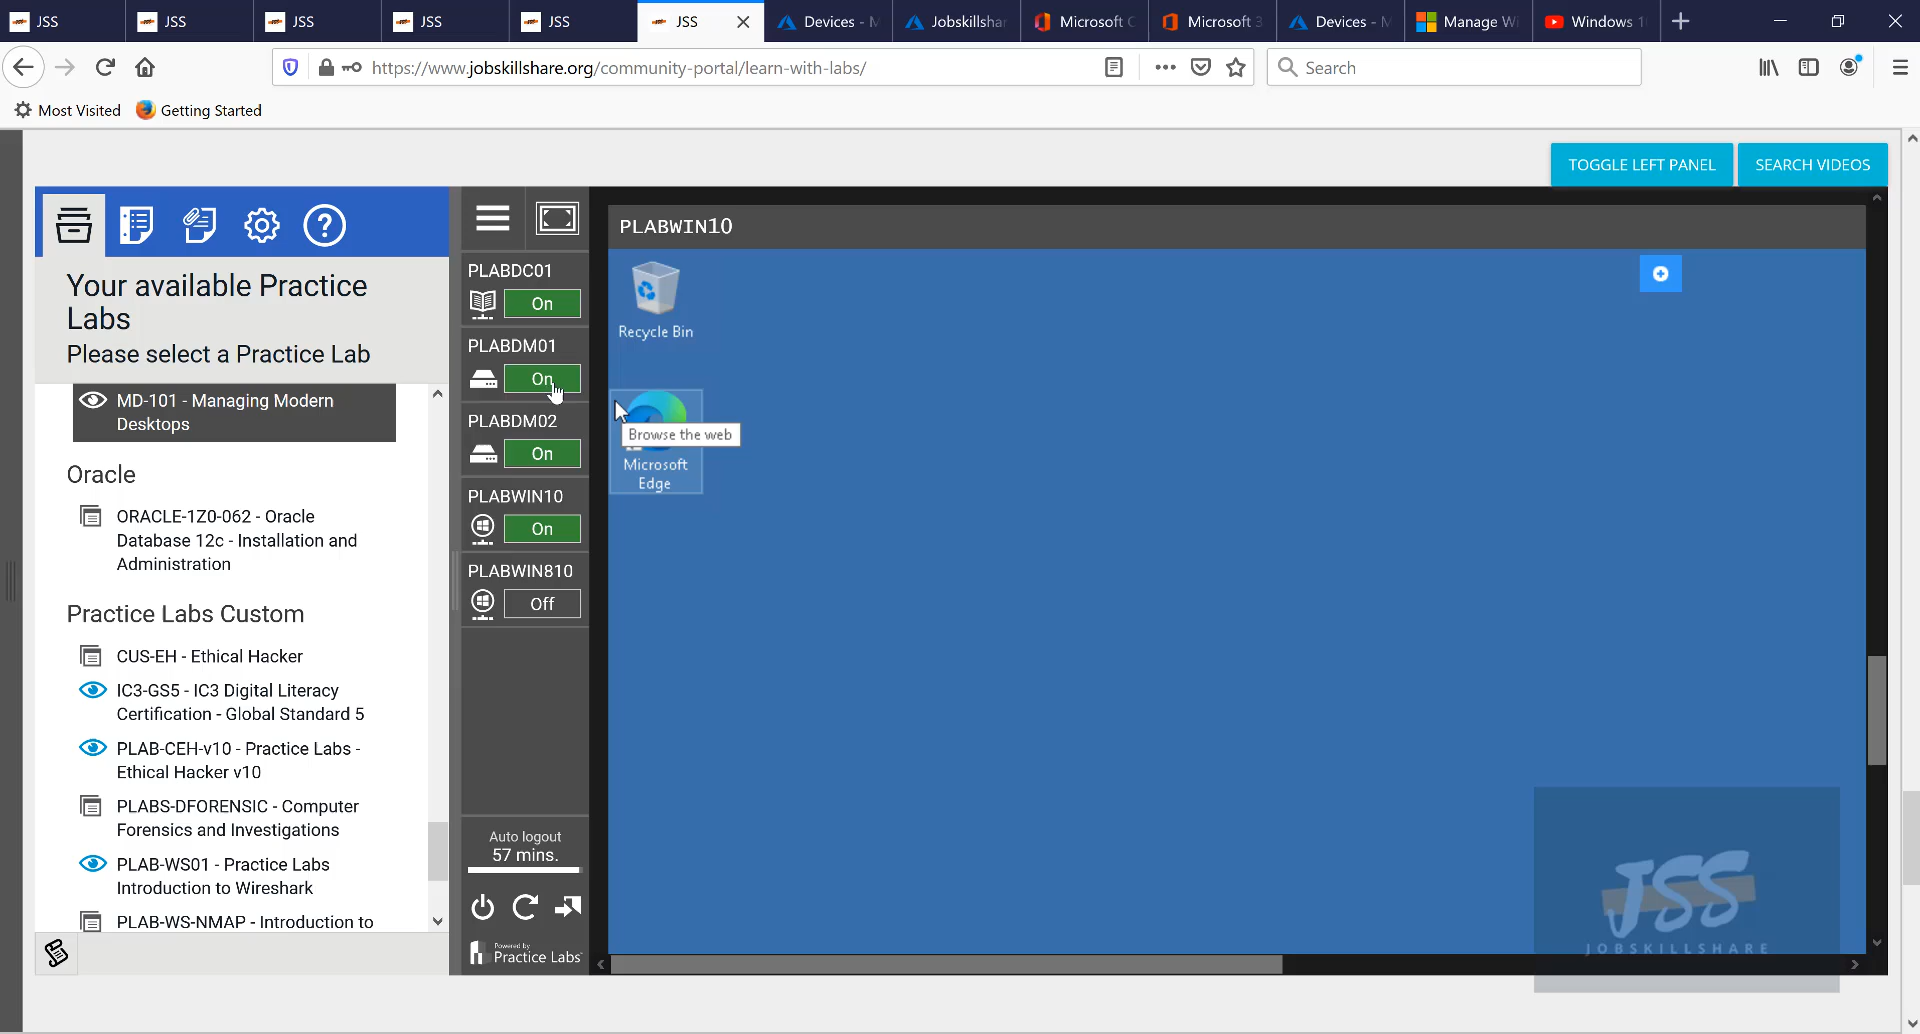 JSS
JSS
JSS
JSS
JSS
JSS
Devices - M
Jobskillshar
Microsoft C
Microsoft 3
Devices - M
Manage Wi
Windows 1
https://www.jobskillshare.org/community-portal/learn-with-labs/
Search
Most Visited
Getting Started
TOGGLE LEFT PANEL
SEARCH VIDEOS
Your available Practice
Labs
Please select a Practice Lab
MD-101 - Managing Modern
Desktops
Oracle
ORACLE-1Z0-062 - Oracle
Database 12c - Installation and
Administration
Practice Labs Custom
CUS-EH - Ethical Hacker
IC3-GS5 - IC3 Digital Literacy
Certification - Global Standard 5
PLAB-CEH-v10 - Practice Labs -
Ethical Hacker v10
PLABS-DFORENSIC - Computer
Forensics and Investigations
PLAB-WS01 - Practice Labs
Introduction to Wireshark
PLAB-WS-NMAP - Introduction to
PLABDC01
On
PLABDM01
On
PLABDM02
On
PLABWIN10
On
PLABWIN810
Off
Auto logout
57 mins.
Powered by
Practice Labs
PLABWIN10
Recycle Bin
Browse the web
Microsoft
Edge
JSS
JOBSKILLSHARE